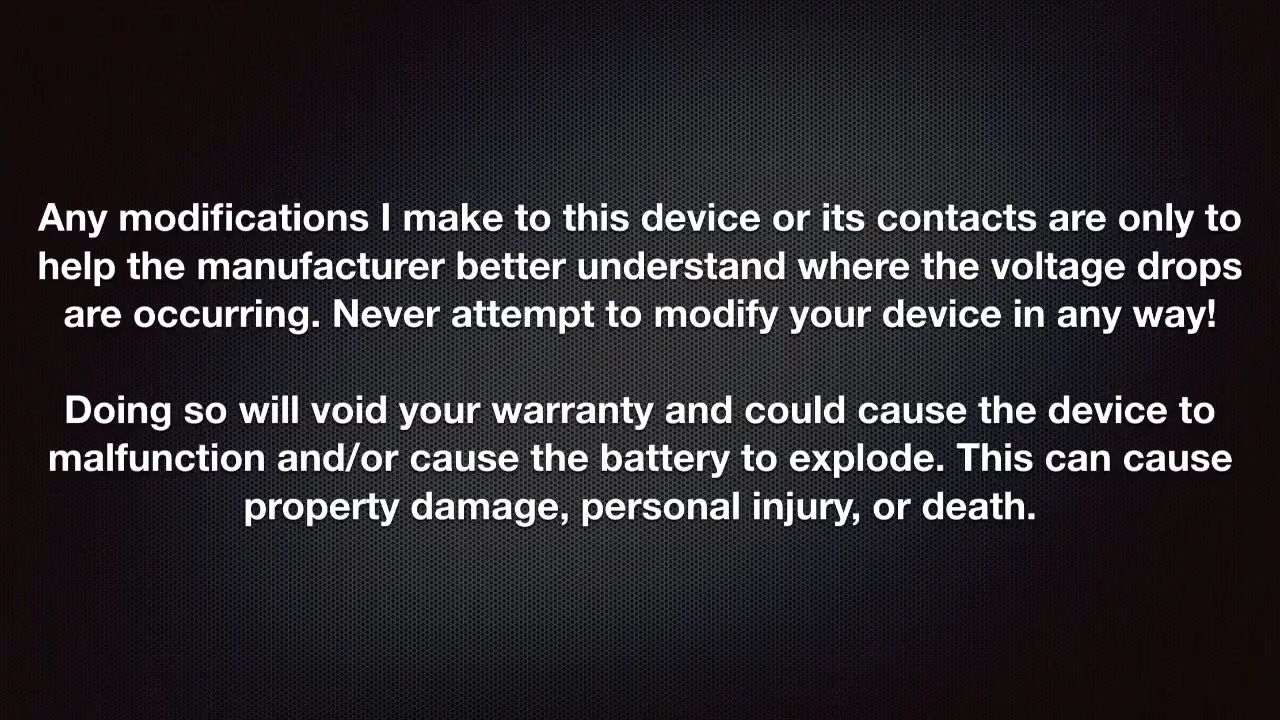 Any modifications I make to this device or its contacts are only to
help the manufacturer better understand where the voltage drops
are occurring. Never attempt to modify your device in any way!
Doing so will void your warranty and could cause the device to
malfunction and/or cause the battery to explode. This can cause
property damage, personal injury, or death.